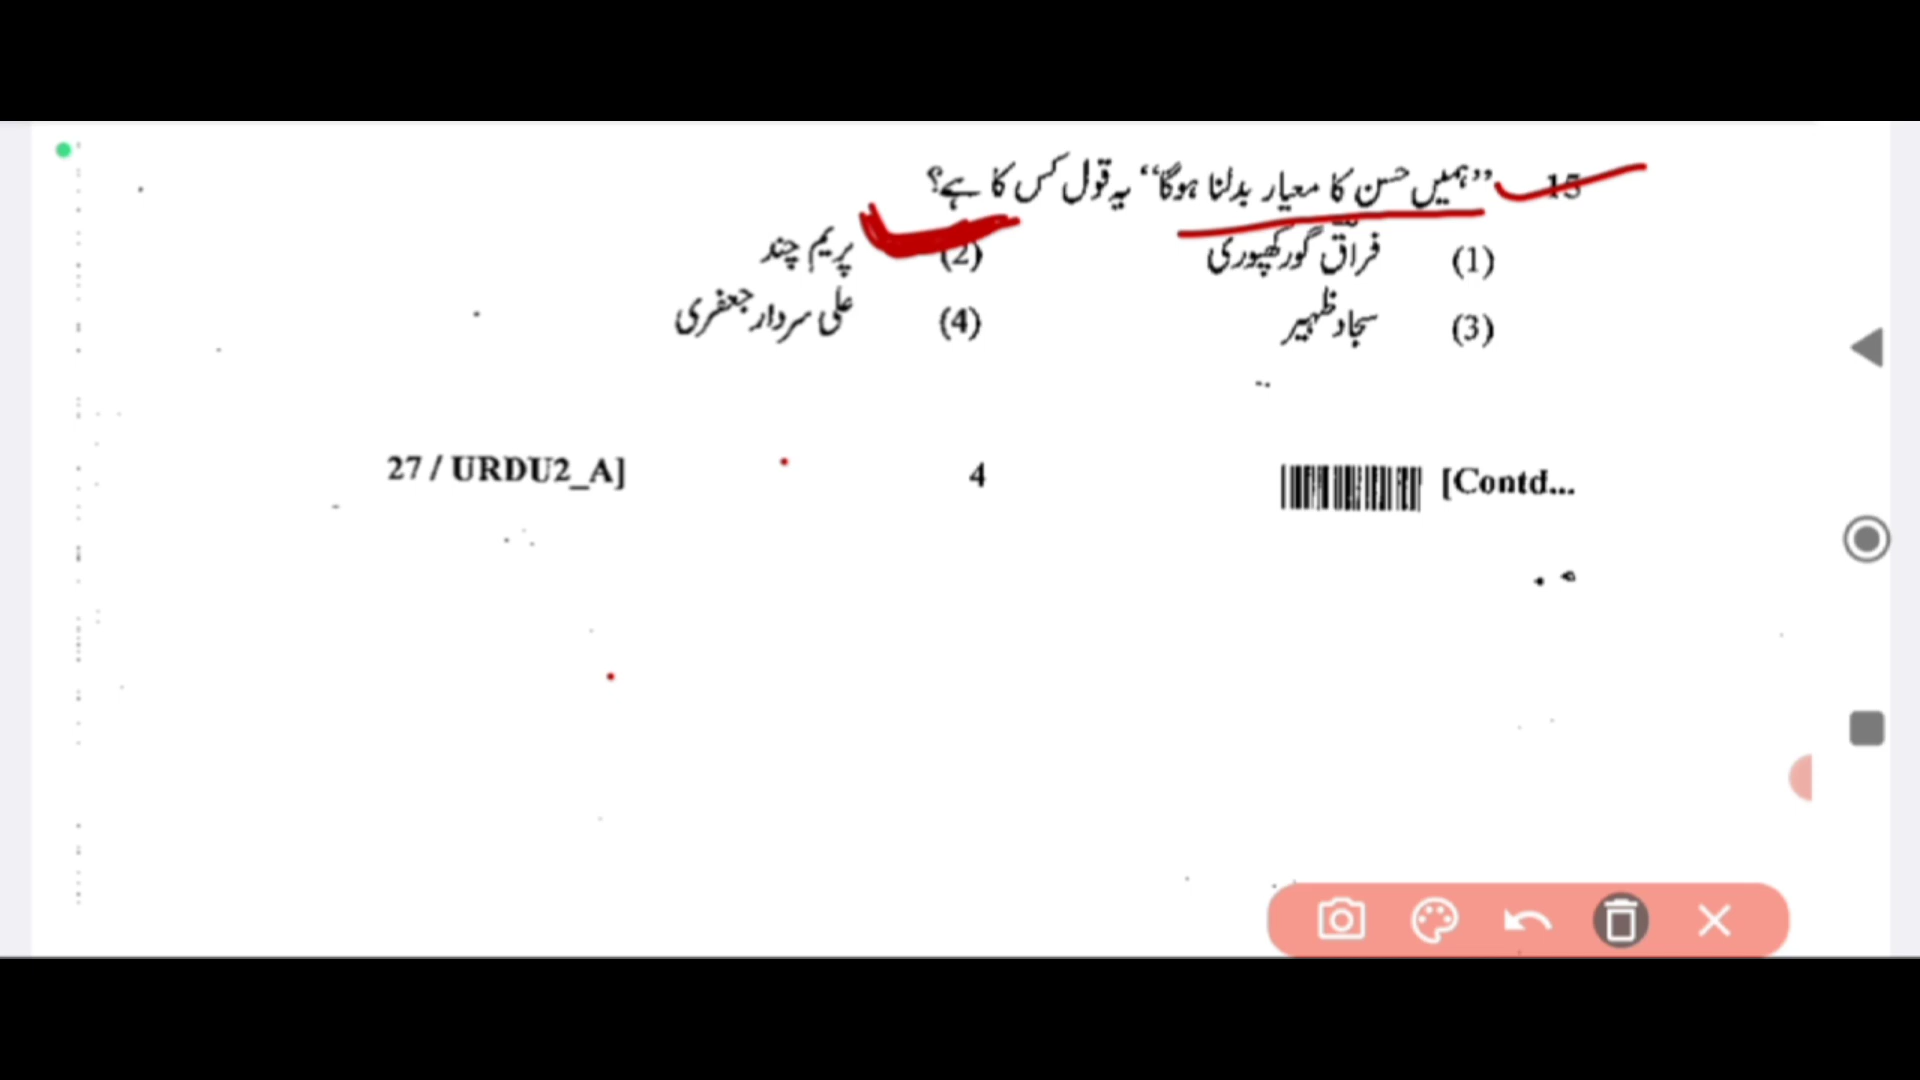 15 ’’ہمیں حسن کا معیار بدلنا ہوگا‘‘ یہ قول کس کا ہے؟
(1) فراقؔ گورکھپوری (2) پریم چند
(3) سجاد ظہیر (4) علی سردار جعفری
27 / URDU2_A] 4 [Contd...